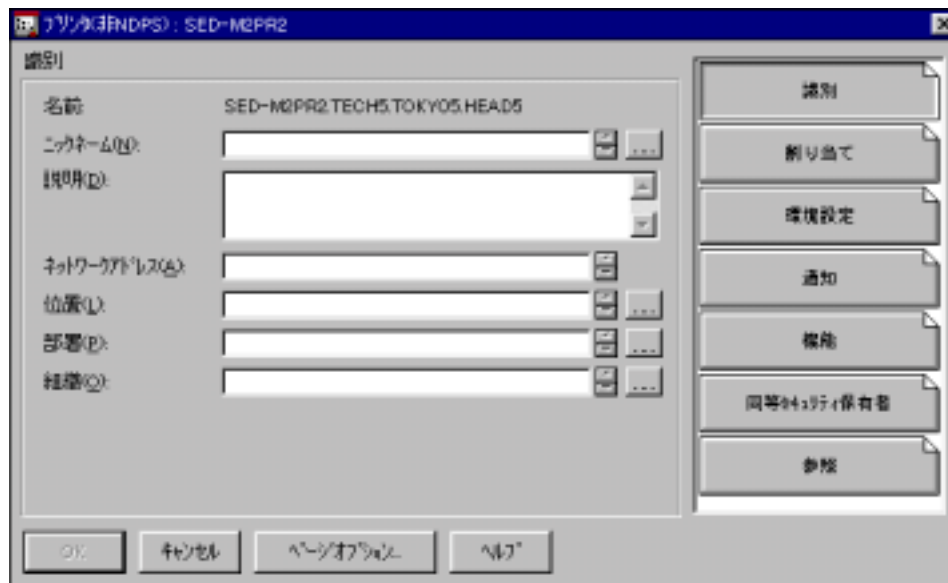 ﾌﾟﾘﾝﾀ(非NDPS) : SED-M2PR2
識別
名前 SED-M2PR2.TECH5.TOKYO5.HEAD5
ﾆｯｸﾈｰﾑ(N):
...
説明(D):
ﾈｯﾄﾜｰｸｱﾄﾞﾚｽ(A):
位置(L):
...
部署(P):
...
組織(O):
...
識別
割り当て
環境設定
通知
機能
同等ｾｷｭﾘﾃｨ保有者
参照
OK
ｷｬﾝｾﾙ
ﾍﾟｰｼﾞｵﾌﾟｼｮﾝ...
ﾍﾙﾌﾟ